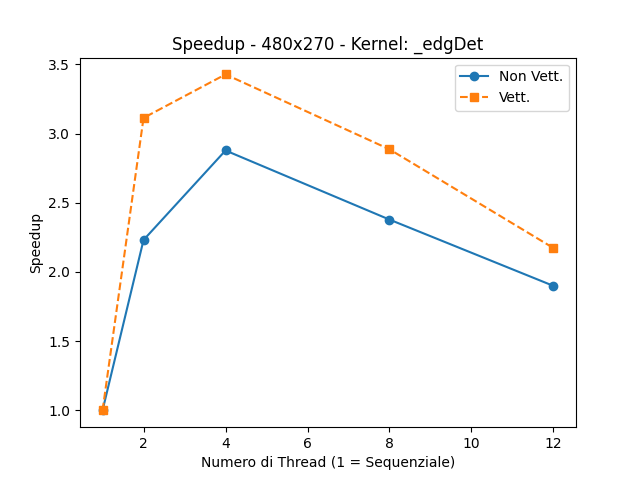 Speedup - 480x270 - Kernel: _edgDet
3.5
3.0
2.5
2.0
1.5
1.0
Speedup
Non Vett.
Vett.
2 4 6 8 10 12
Numero di Thread (1 = Sequenziale)